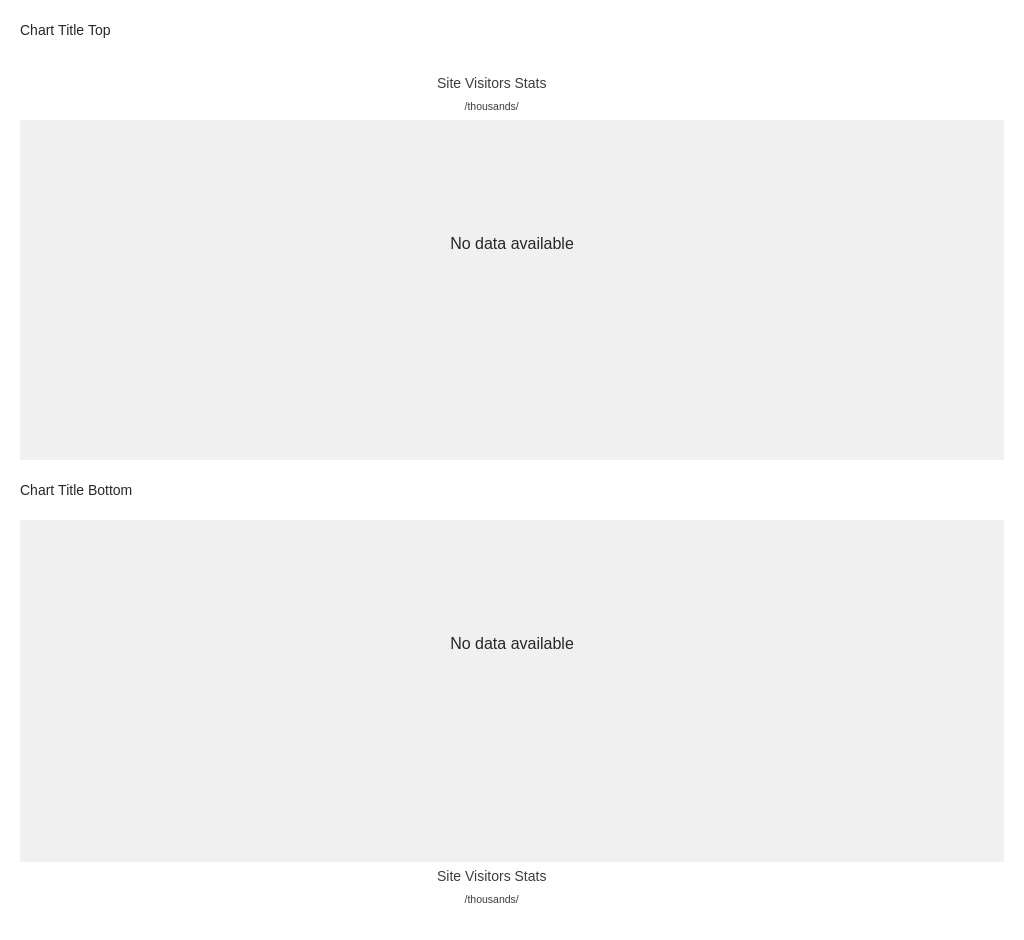 Chart Title Top
Site Visitors Stats
/thousands/
No data available
Chart Title Bottom
No data available
Site Visitors Stats
/thousands/